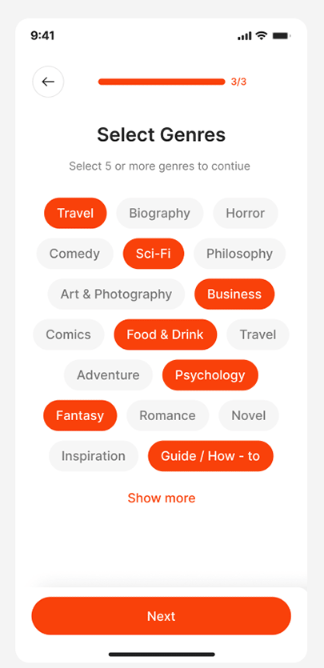 9:41
3/3
Select Genres
Select 5 or more genres to contiue
Travel Biography Horror
Comedy Sci-Fi Philosophy
Art & Photography Business
Comics Food & Drink Travel
Adventure Psychology
Fantasy Romance Novel
Inspiration Guide / How - to
Show more
Next